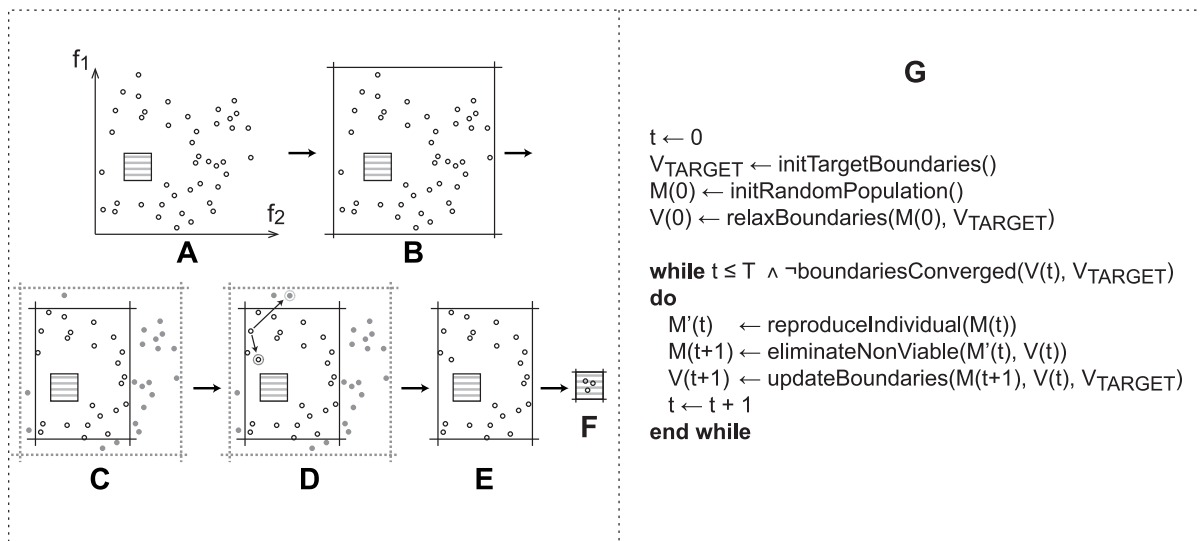 f1
f2
A
B
C
D
E
F
G
t ← 0
VTARGET ← initTargetBoundaries()
M(0) ← initRandomPopulation()
V(0) ← relaxBoundaries(M(0), VTARGET)
while t ≤ T ∧ ¬boundariesConverged(V(t), VTARGET)
do
M'(t) ← reproduceIndividual(M(t))
M(t+1) ← eliminateNonViable(M'(t), V(t))
V(t+1) ← updateBoundaries(M(t+1), V(t), VTARGET)
t ← t + 1
end while